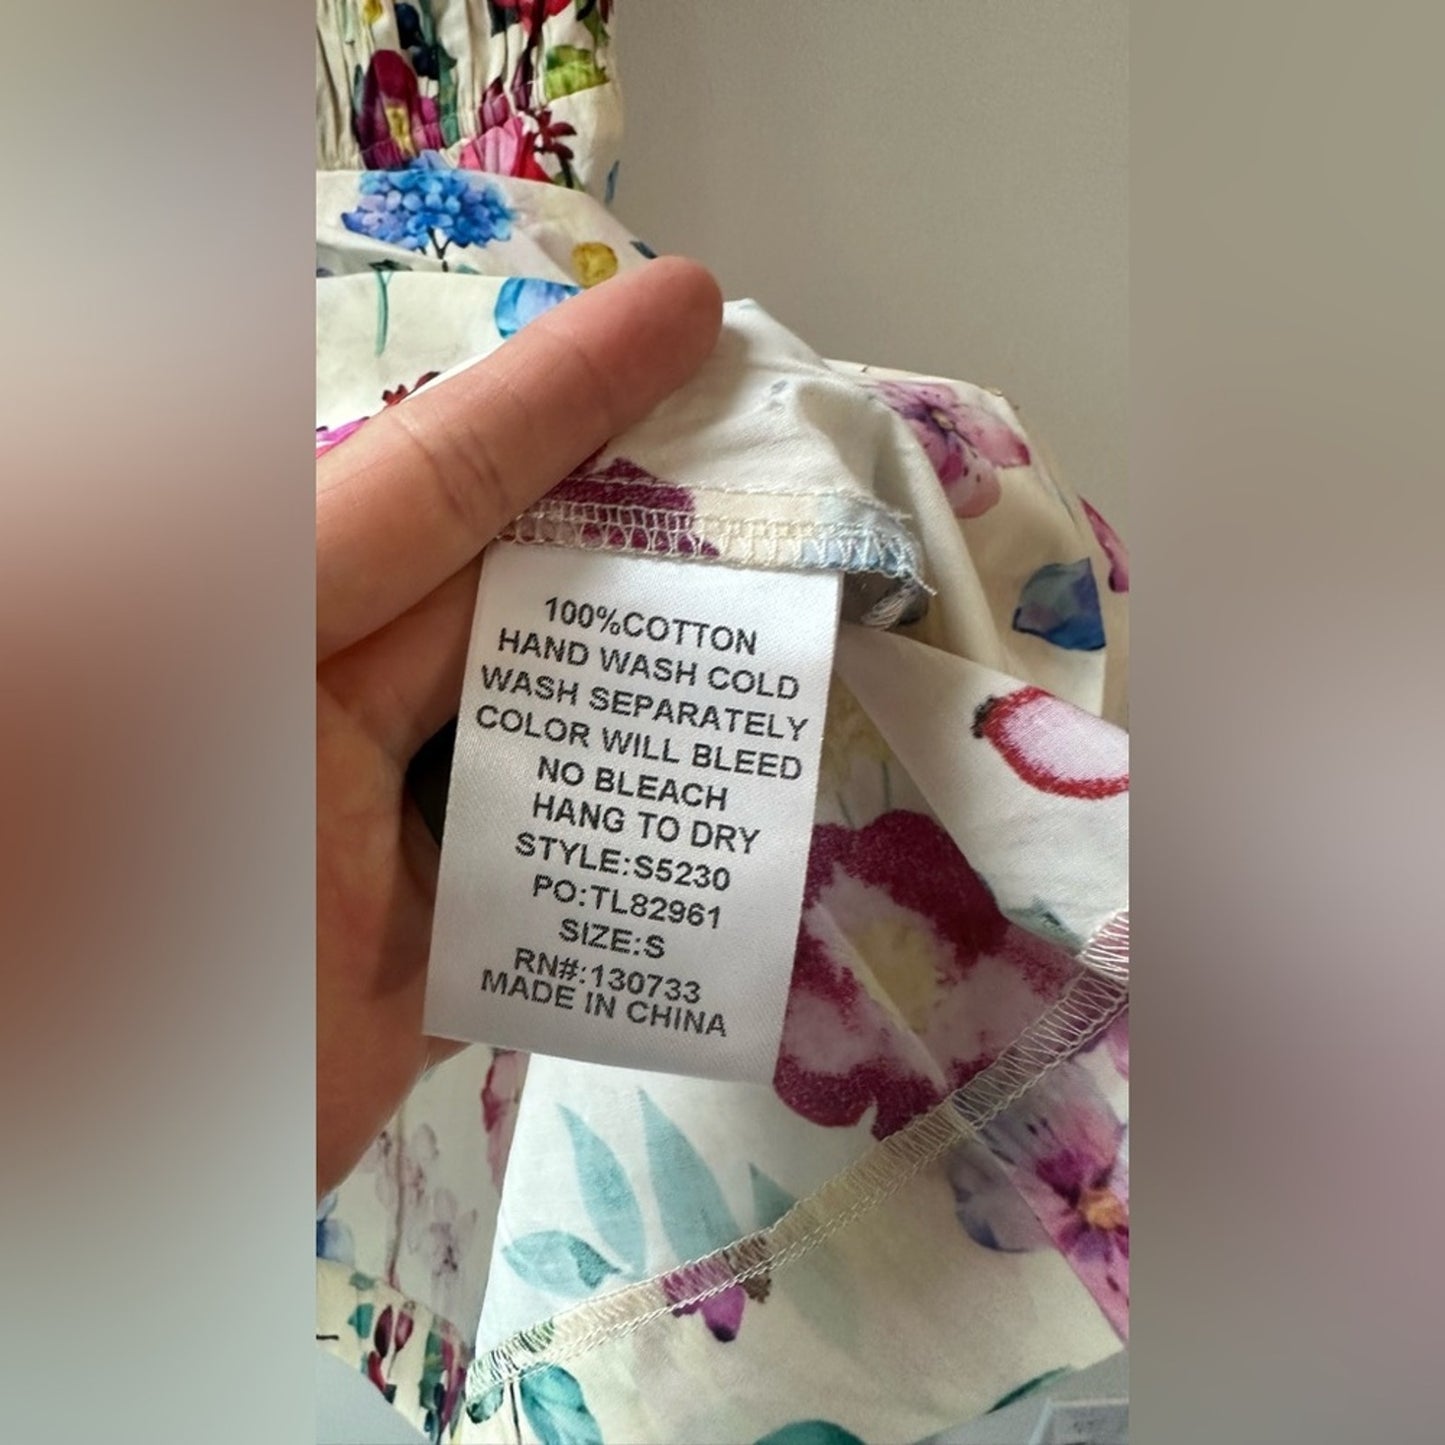 100%COTTON
HAND WASH COLD
WASH SEPARATELY
COLOR WILL BLEED
NO BLEACH
HANG TO DRY
STYLE:S5230
PO:TL82961
SIZE:S
RN#:130733
MADE IN CHINA